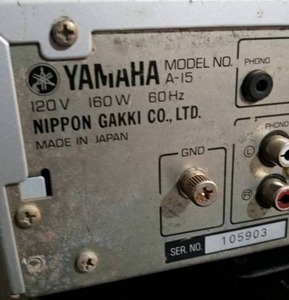 YAMAHA MODEL NO. A-15
120V 160W 60Hz
NIPPON GAKKI CO., LTD.
MADE IN JAPAN
PHONO
GND
PHONO
L
R
SER. NO. 105903